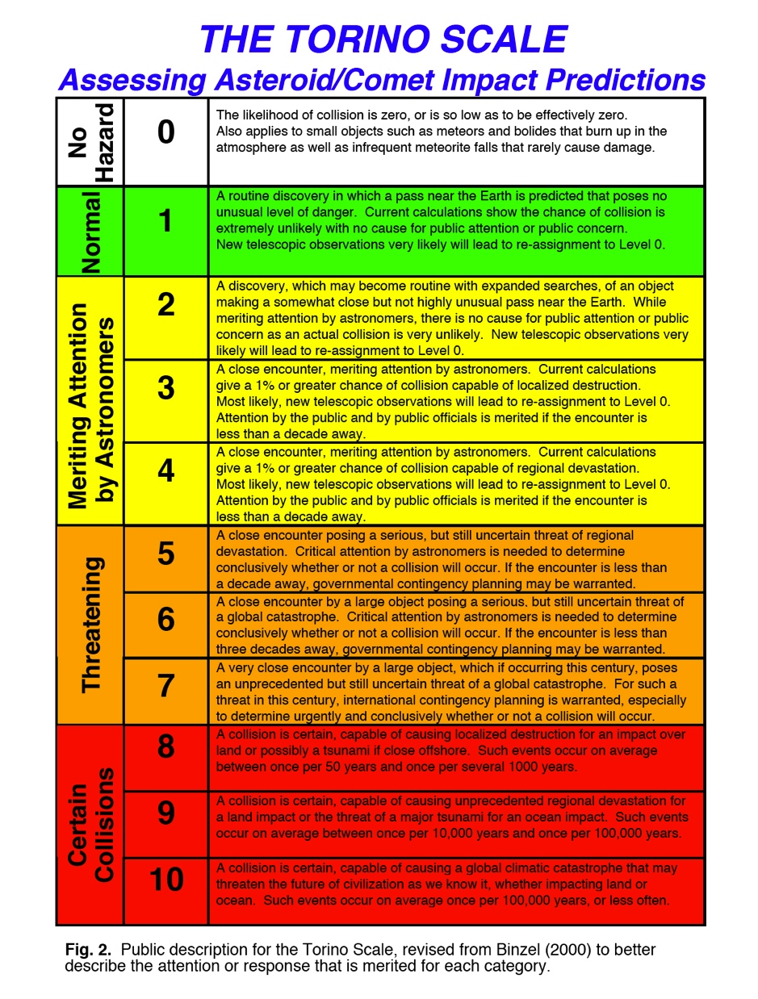 THE TORINO SCALE
Assessing Asteroid/Comet Impact Predictions
No
Hazard
0
The likelihood of collision is zero, or is so low as to be effectively zero.
Also applies to small objects such as meteors and bolides that burn up in the
atmosphere as well as infrequent meteorite falls that rarely cause damage.
Normal
1
A routine discovery in which a pass near the Earth is predicted that poses no
unusual level of danger.  Current calculations show the chance of collision is
extremely unlikely with no cause for public attention or public concern.
New telescopic observations very likely will lead to re-assignment to Level 0.
Meriting Attention
by Astronomers
2
A discovery, which may become routine with expanded searches, of an object
making a somewhat close but not highly unusual pass near the Earth.  While
meriting attention by astronomers, there is no cause for public attention or public
concern as an actual collision is very unlikely.  New telescopic observations very
likely will lead to re-assignment to Level 0.
3
A close encounter, meriting attention by astronomers.  Current calculations
give a 1% or greater chance of collision capable of localized destruction.
Most likely, new telescopic observations will lead to re-assignment to Level 0.
Attention by the public and by public officials is merited if the encounter is
less than a decade away.
4
A close encounter, meriting attention by astronomers.  Current calculations
give a 1% or greater chance of collision capable of regional devastation.
Most likely, new telescopic observations will lead to re-assignment to Level 0.
Attention by the public and by public officials is merited if the encounter is
less than a decade away.
Threatening
5
A close encounter posing a serious, but still uncertain threat of regional
devastation.  Critical attention by astronomers is needed to determine
conclusively whether or not a collision will occur. If the encounter is less than
a decade away, governmental contingency planning may be warranted.
6
A close encounter by a large object posing a serious, but still uncertain threat of
a global catastrophe.  Critical attention by astronomers is needed to determine
conclusively whether or not a collision will occur. If the encounter is less than
three decades away, governmental contingency planning may be warranted.
7
A very close encounter by a large object, which if occurring this century, poses
an unprecedented but still uncertain threat of a global catastrophe.  For such a
threat in this century, international contingency planning is warranted, especially
to determine urgently and conclusively whether or not a collision will occur.
Certain
Collisions
8
A collision is certain, capable of causing localized destruction for an impact over
land or possibly a tsunami if close offshore.  Such events occur on average
between once per 50 years and once per several 1000 years.
9
A collision is certain, capable of causing unprecedented regional devastation for
a land impact or the threat of a major tsunami for an ocean impact.  Such events
occur on average between once per 10,000 years and once per 100,000 years.
10
A collision is certain, capable of causing a global climatic catastrophe that may
threaten the future of civilization as we know it, whether impacting land or
ocean.  Such events occur on average once per 100,000 years, or less often.
Fig. 2.  Public description for the Torino Scale, revised from Binzel (2000) to better
describe the attention or response that is merited for each category.